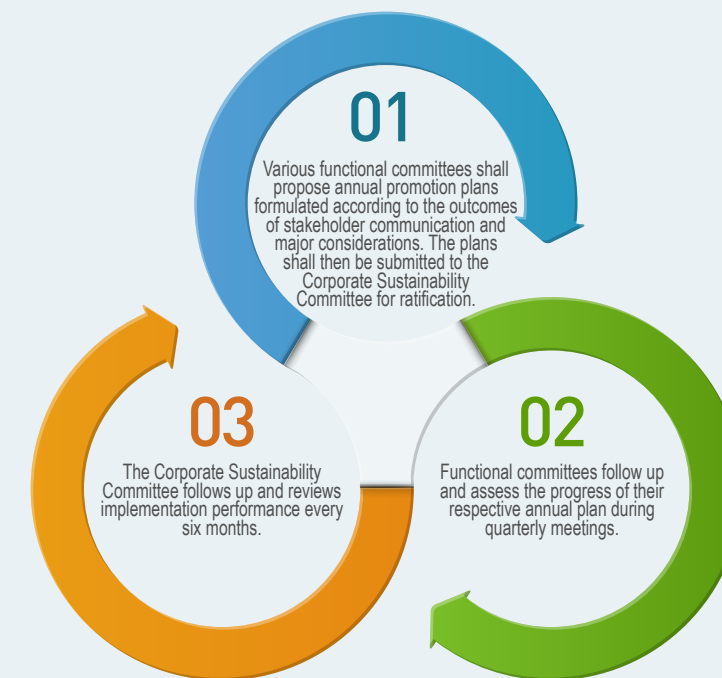 01
Various functional committees shall
propose annual promotion plans
formulated according to the outcomes
of stakeholder communication and
major considerations. The plans
shall then be submitted to the
Corporate Sustainability
Committee for ratification.
02
Functional committees follow up
and assess the progress of their
respective annual plan during
quarterly meetings.
03
The Corporate Sustainability
Committee follows up and reviews
implementation performance every
six months.